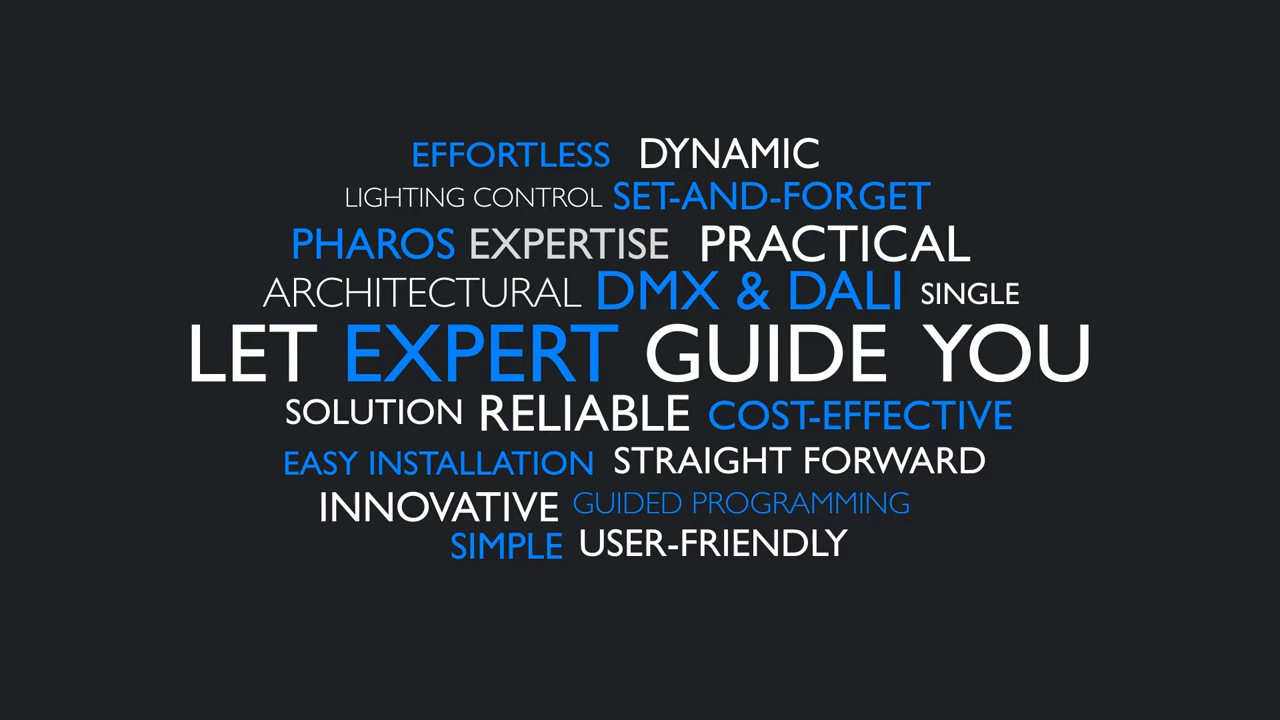 EFFORTLESS DYNAMIC
LIGHTING CONTROL SET-AND-FORGET
PHAROS EXPERTISE PRACTICAL
ARCHITECTURAL DMX & DALI SINGLE
LET EXPERT GUIDE YOU
SOLUTION RELIABLE COST-EFFECTIVE
EASY INSTALLATION STRAIGHT FORWARD
INNOVATIVE GUIDED PROGRAMMING
SIMPLE USER-FRIENDLY